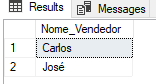 Results Messages
Nome_Vendedor
1 Carlos
2 José